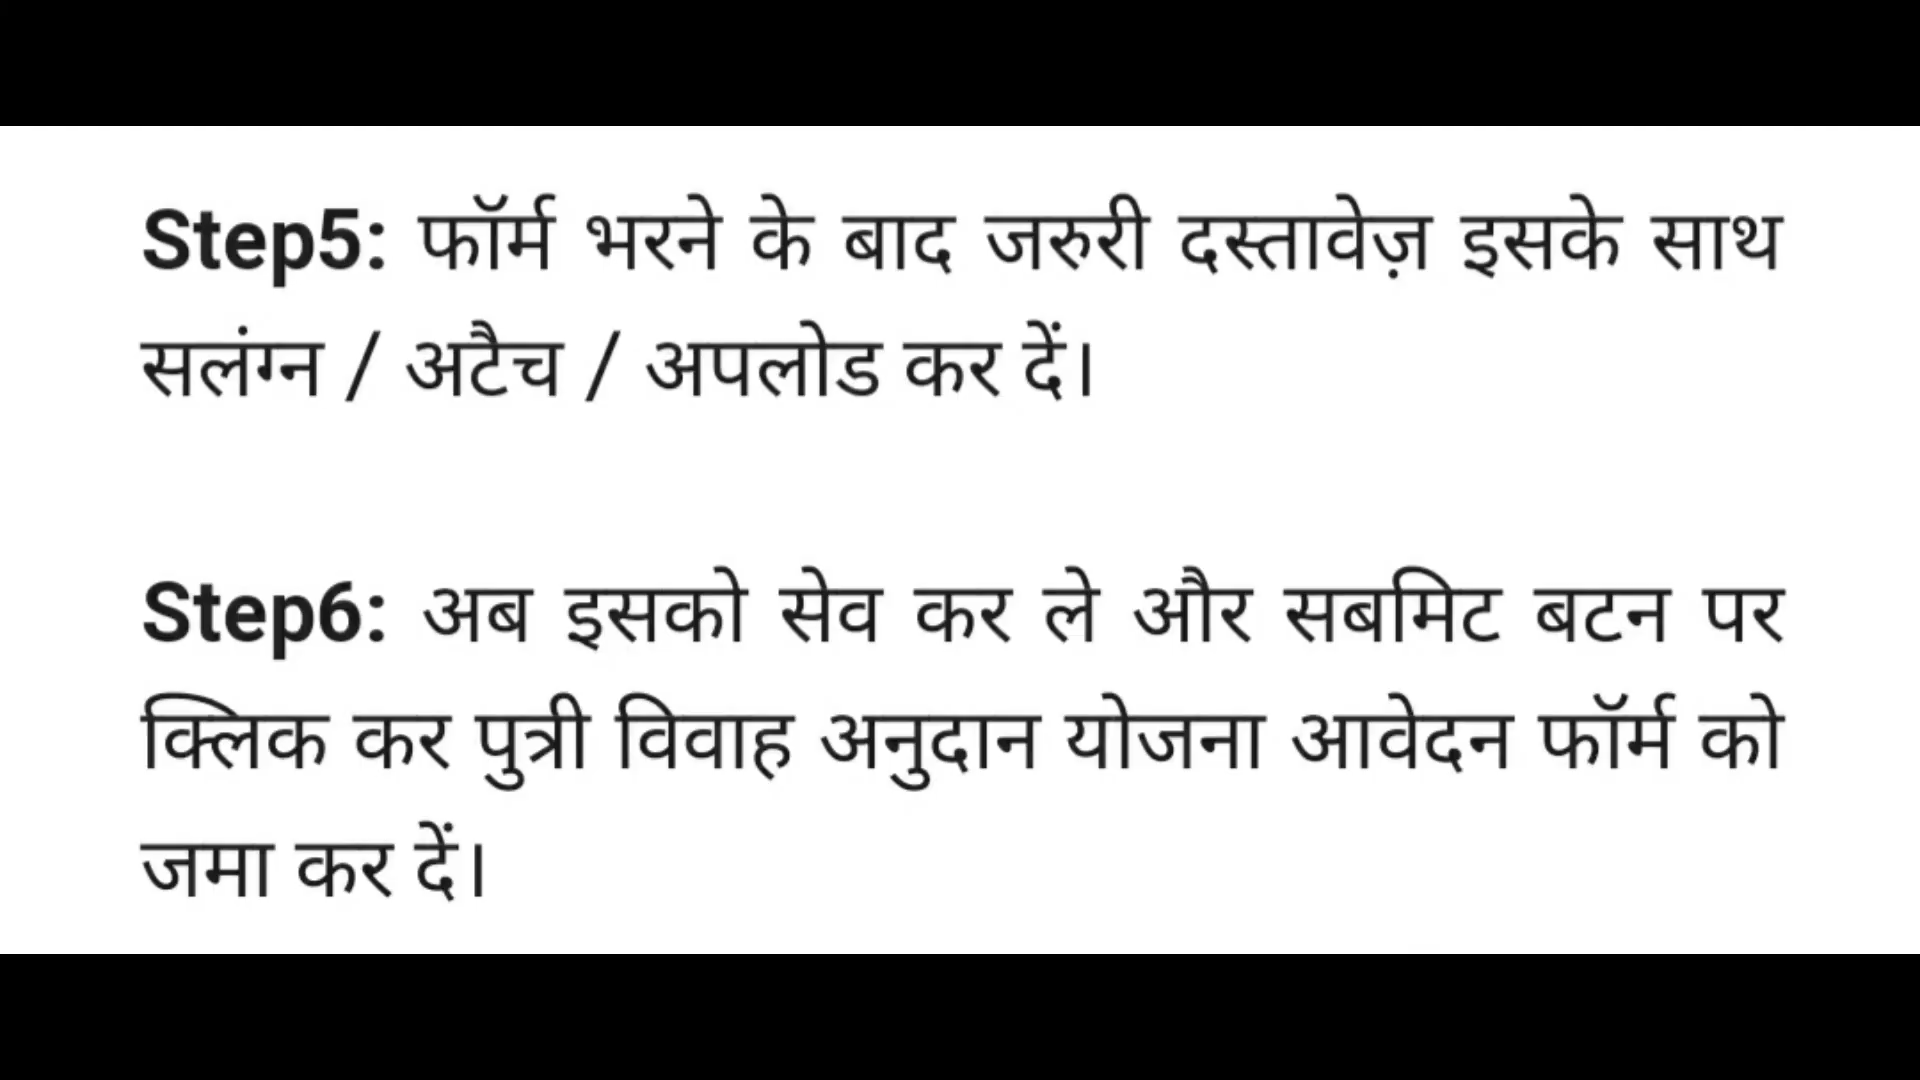 Step5: फॉर्म भरने के बाद जरुरी दस्तावेज़ इसके साथ
सलंग्न / अटैच / अपलोड कर दें।
Step6: अब इसको सेव कर ले और सबमिट बटन पर
क्लिक कर पुत्री विवाह अनुदान योजना आवेदन फॉर्म को
जमा कर दें।